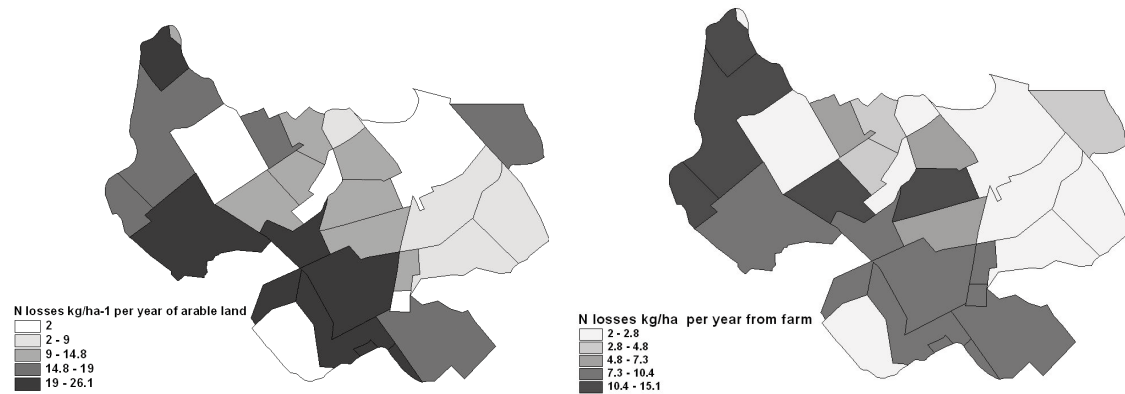 N losses kg/ha-1 per year of arable land
2
2 - 9
9 - 14.8
14.8 - 19
19 - 26.1
N losses kg/ha  per year from farm
2 - 2.8
2.8 - 4.8
4.8 - 7.3
7.3 - 10.4
10.4 - 15.1